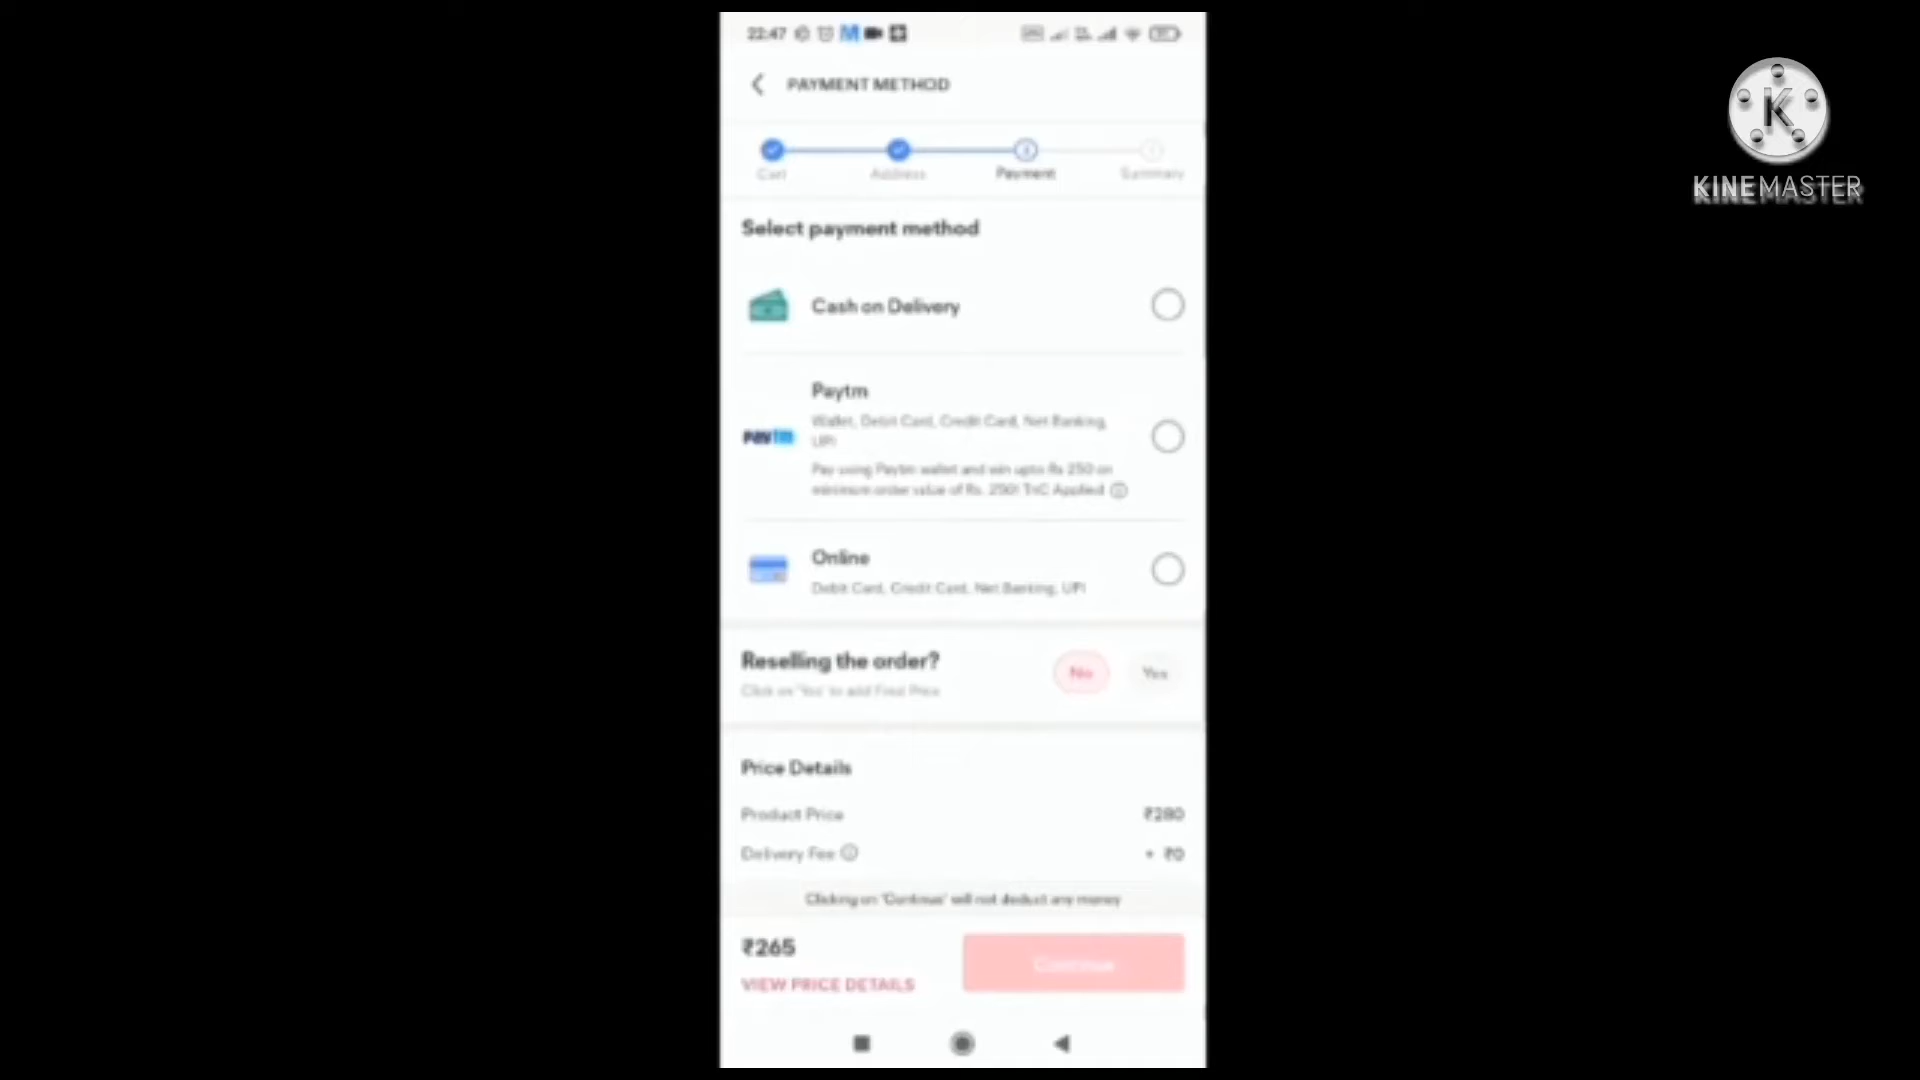 22:47
PAYMENT METHOD
Cart
Address
Payment
Summary
Select payment method
Cash on Delivery
Paytm
Wallet, Debit Card, Credit Card, Net Banking,
UPI
Paytm
Pay using Paytm wallet and win upto Rs 250 on
minimum order value of Rs. 250! TnC Applied
Online
Debit Card, Credit Card, Net Banking, UPI
Reselling the order?
No
Yes
Click on 'Yes' to add Final Price
Price Details
Product Price
₹280
Delivery Fee
+ ₹0
Clicking on 'Continue' will not deduct any money
₹265
Continue
VIEW PRICE DETAILS
K
KINEMASTER